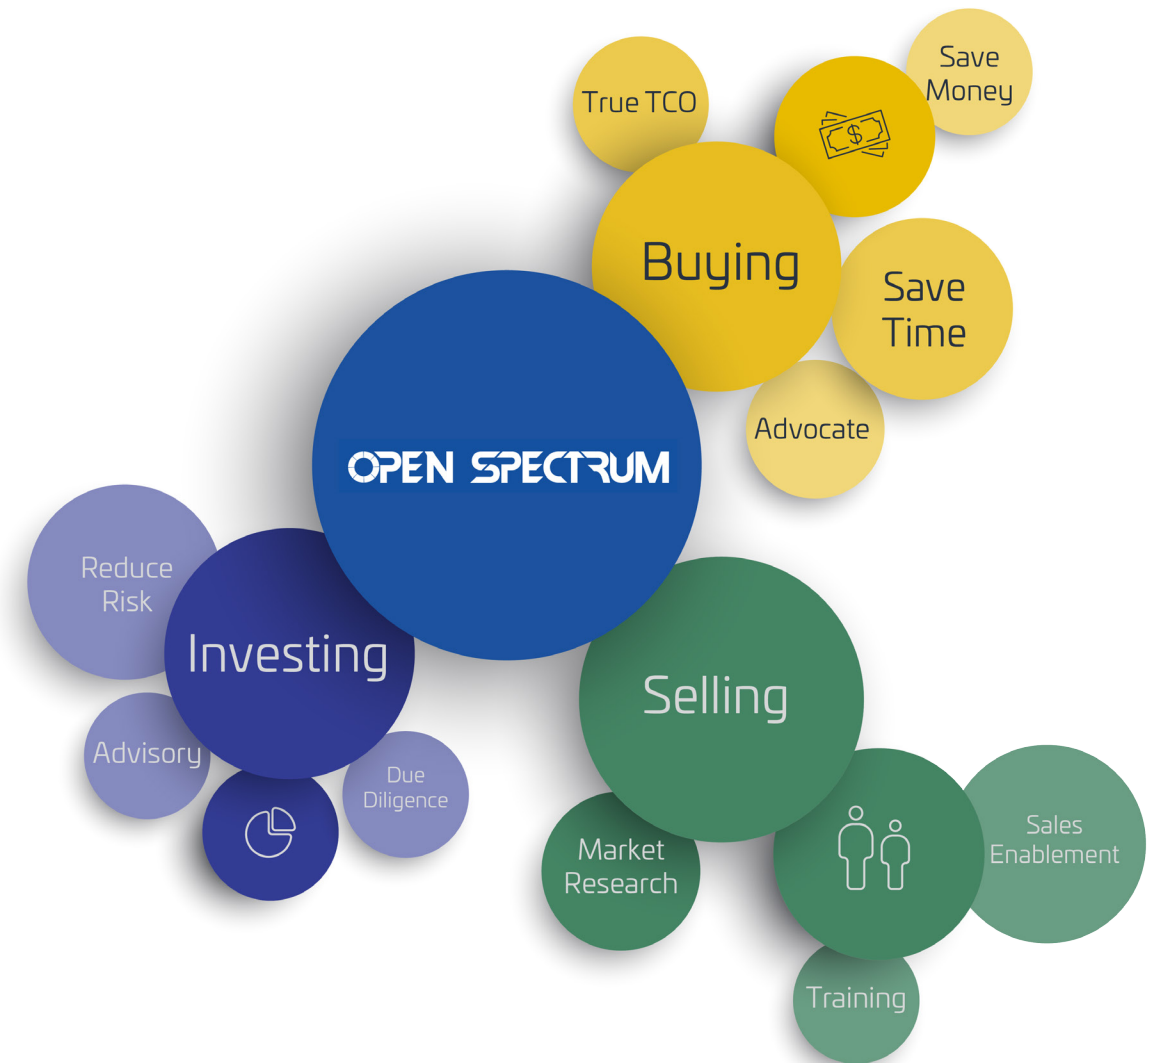 Save
Money
True TCO
$
Buying
Save
Time
Advocate
OPEN SPECTRUM
Reduce
Risk
Investing
Advisory
Due
Diligence
Selling
Market
Research
Sales
Enablement
Training